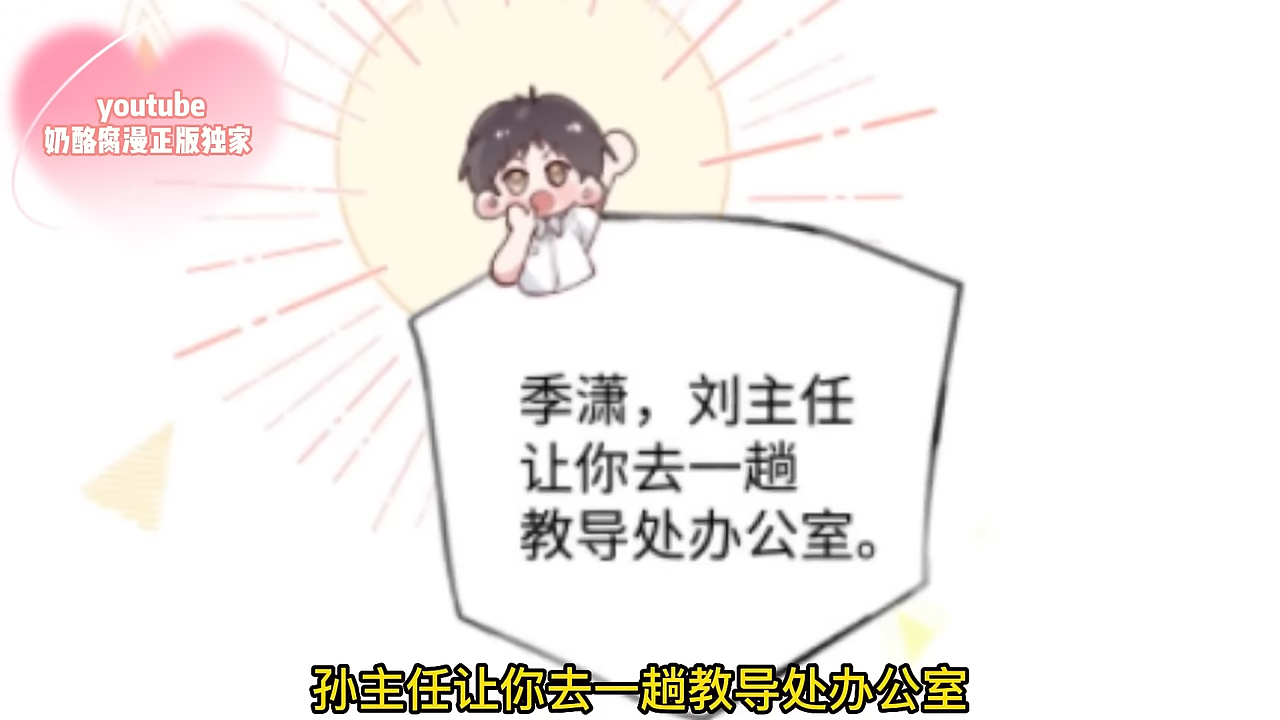 youtube
奶酪腐漫正版独家
季潇，刘主任
让你去一趟
教导处办公室。
孙主任让你去一趟教导处办公室